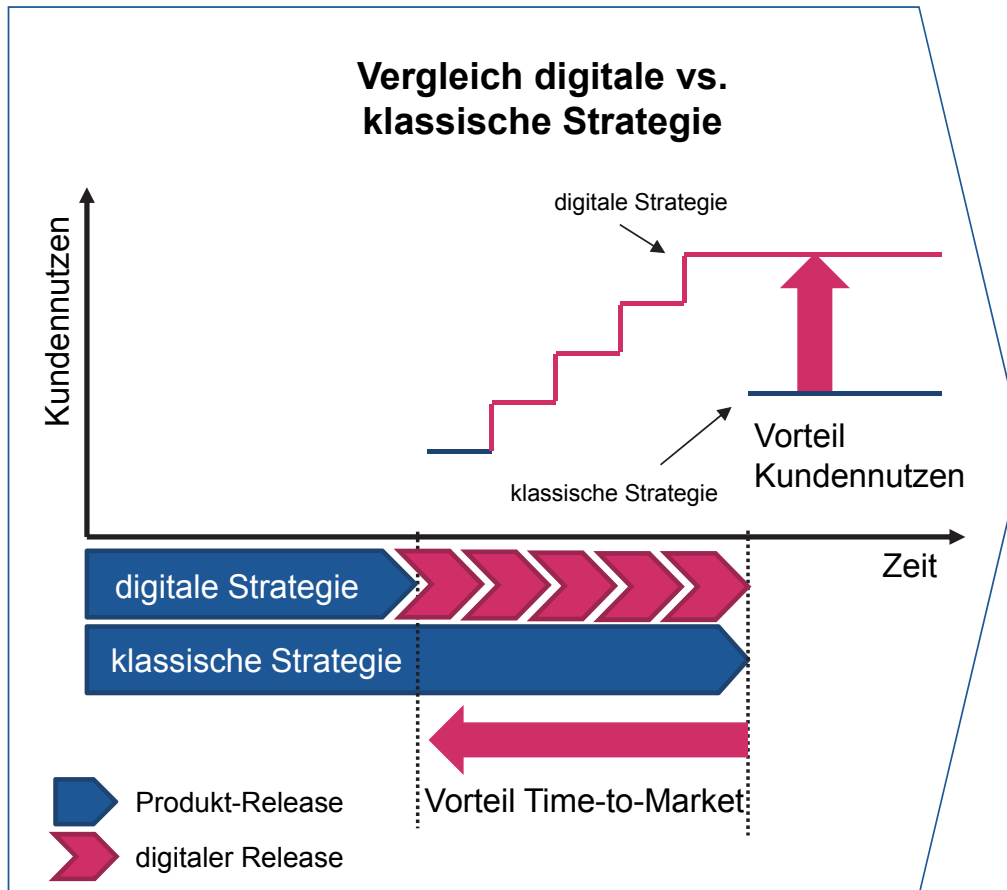 Vergleich digitale vs.
klassische Strategie
digitale Strategie
Kundennutzen
klassische Strategie
Vorteil
Kundennutzen
Zeit
digitale Strategie
klassische Strategie
Vorteil Time-to-Market
Produkt-Release
digitaler Release